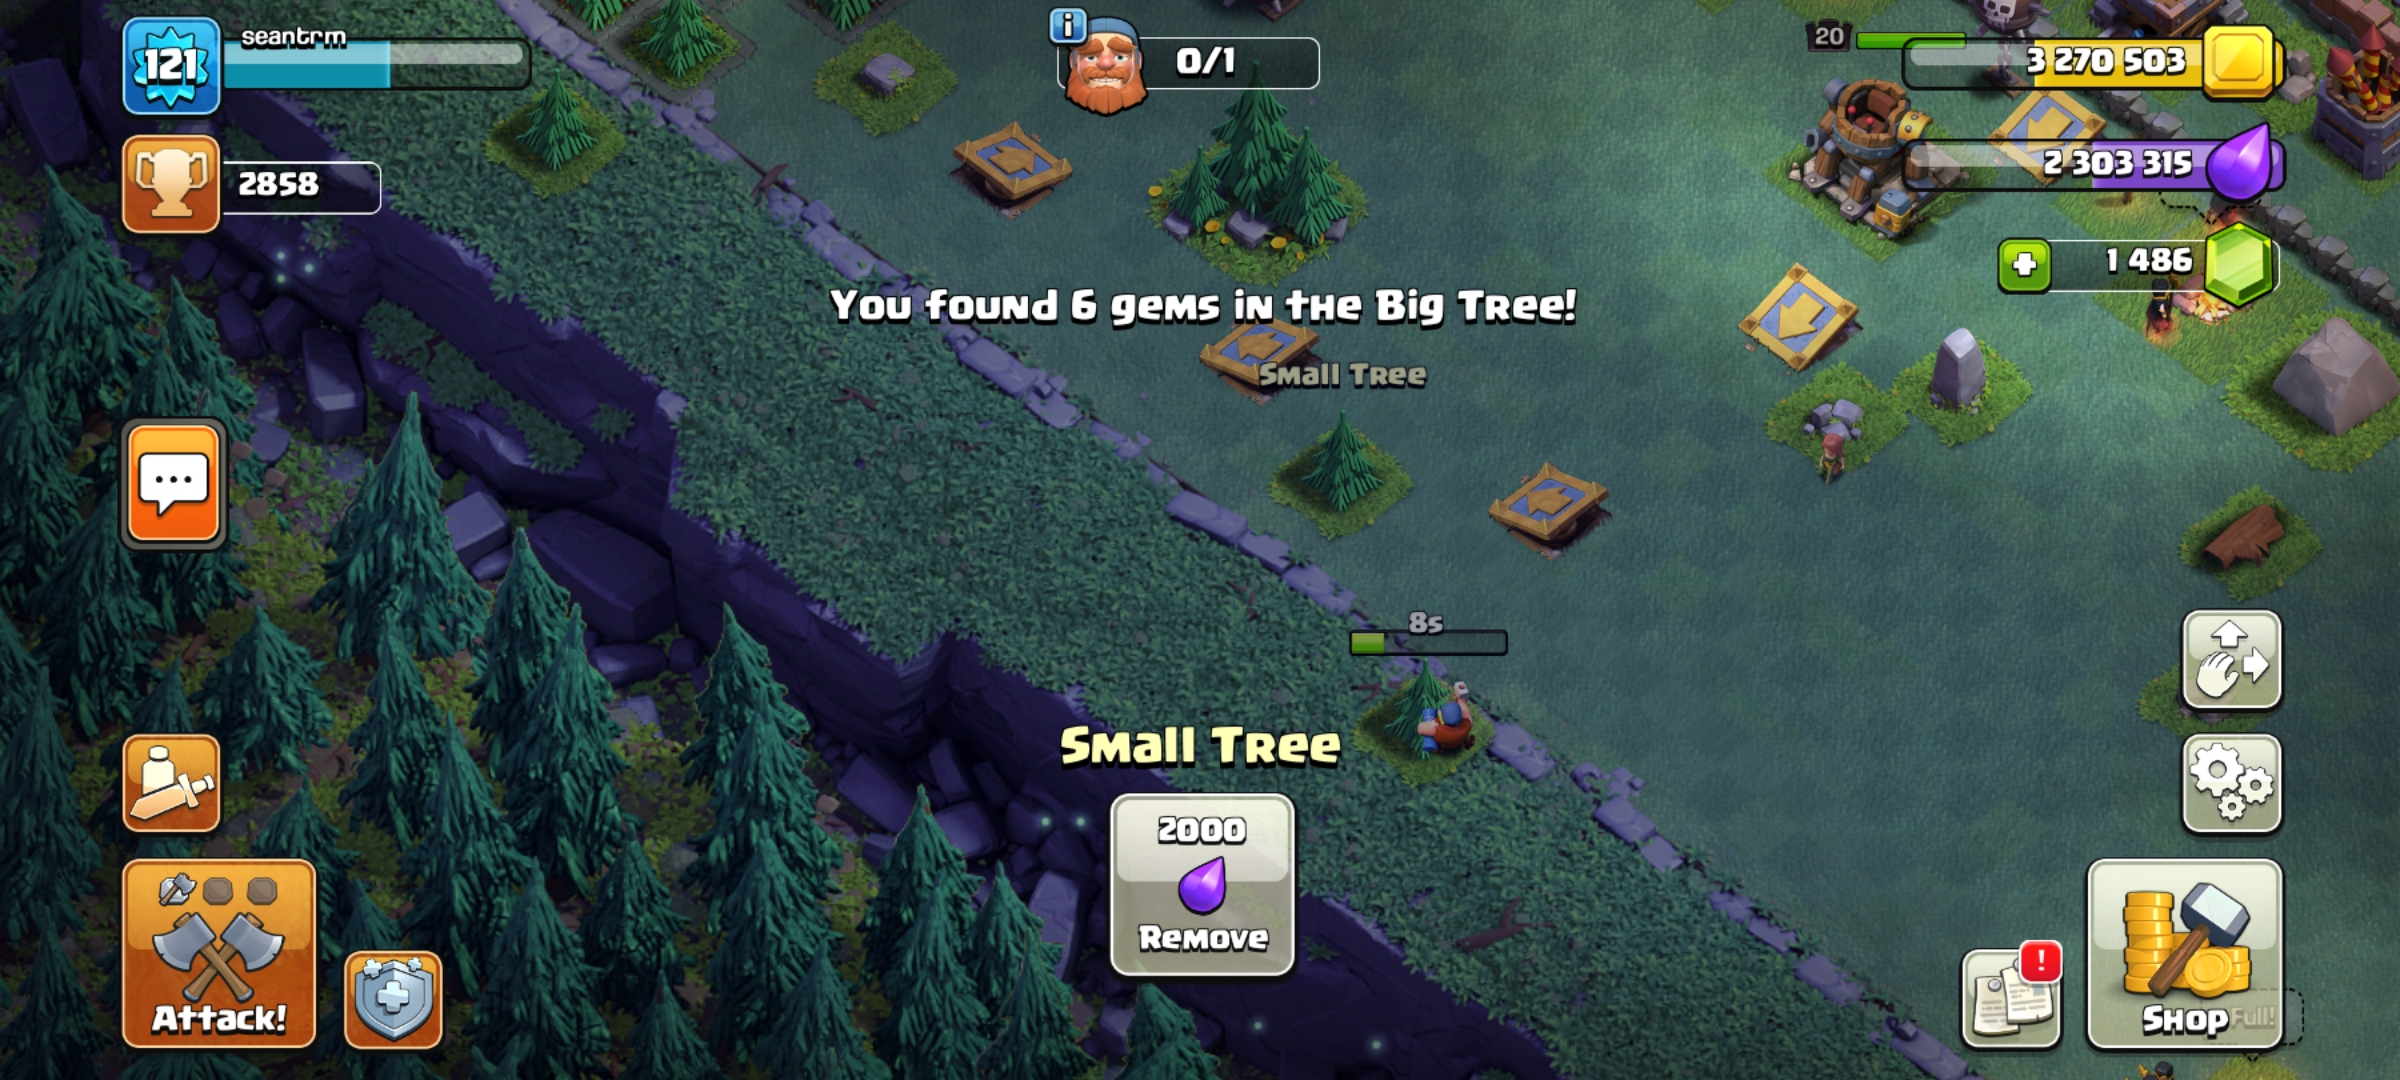 121
seantrm
i
0/1
20
3 270 503
2858
2 303 315
1 486
You found 6 gems in the Big Tree!
Small Tree
8s
Small Tree
2000
Remove
Attack!
!
Shop
Full!